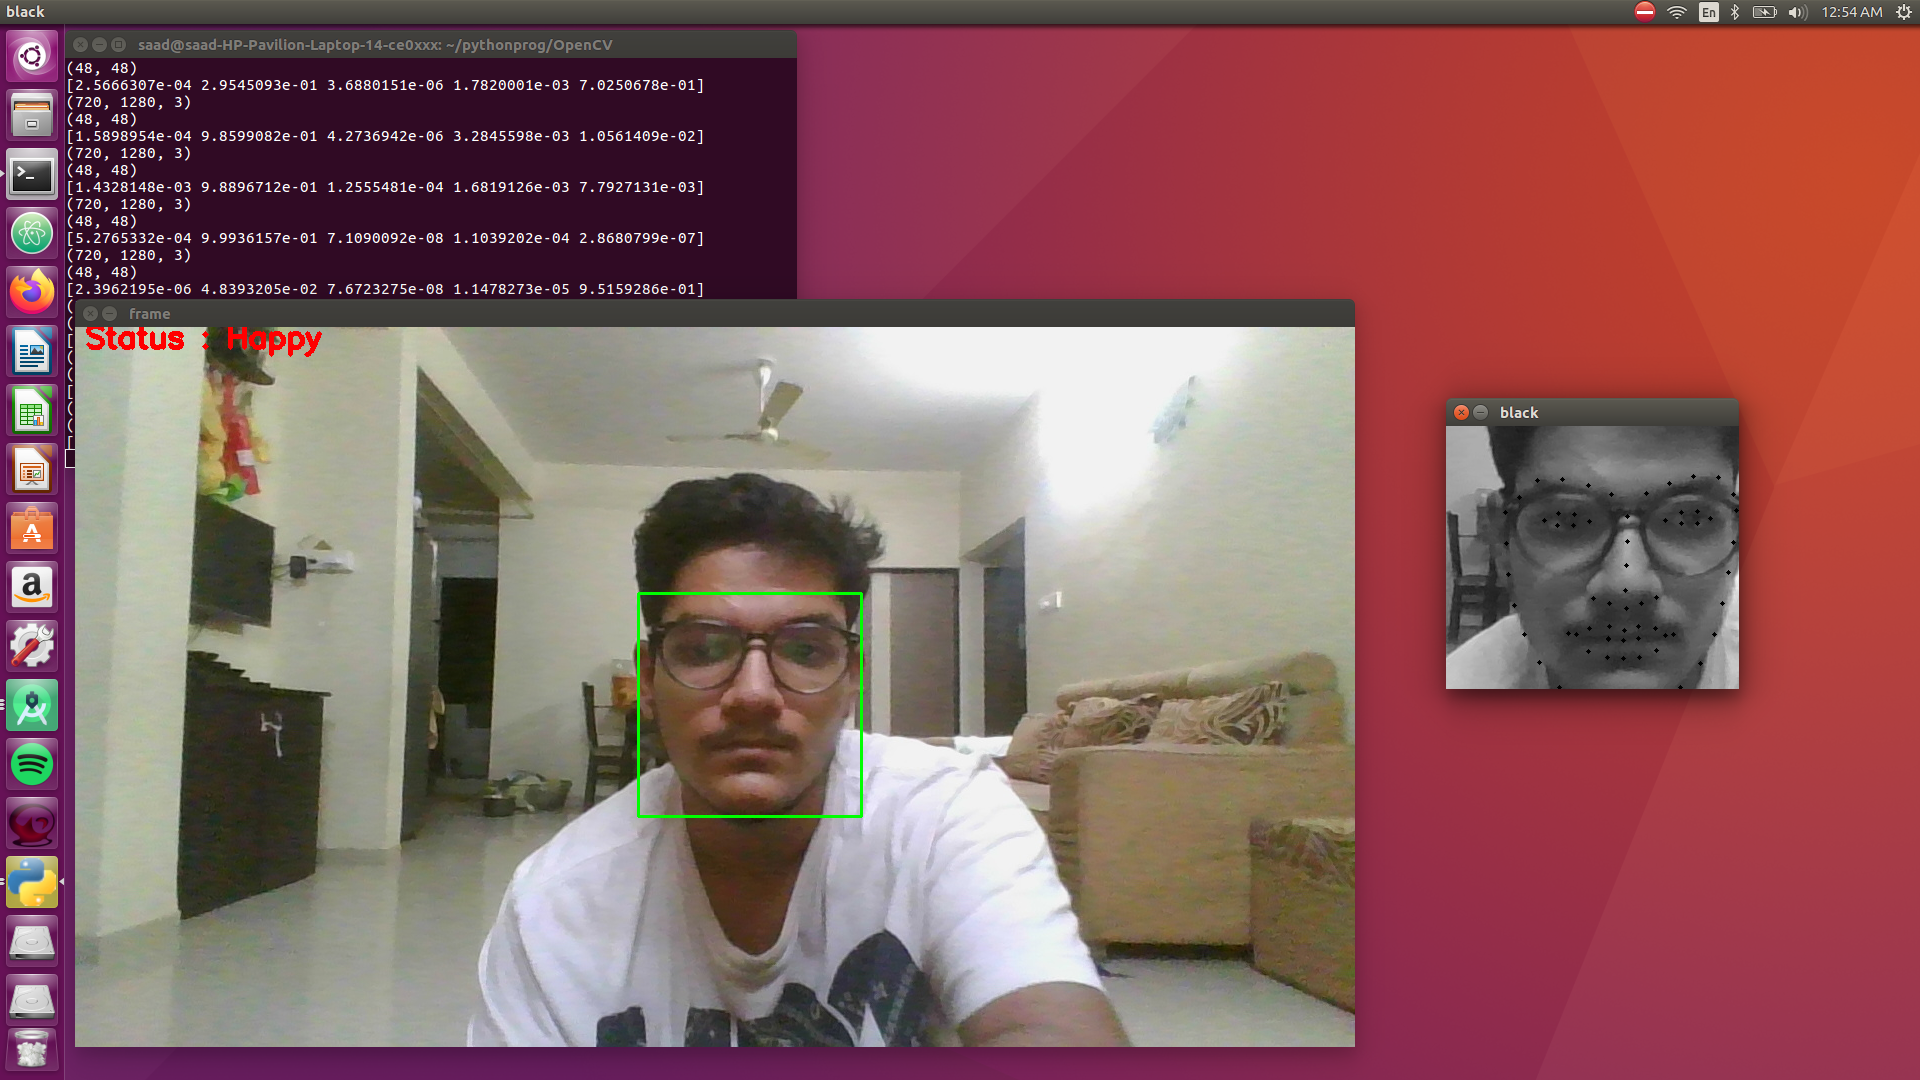 black
En
12:54 AM
saad@saad-HP-Pavilion-Laptop-14-ce0xxx: ~/pythonprog/OpenCV
(48, 48)
[2.5666307e-04 2.9545093e-01 3.6880151e-06 1.7820001e-03 7.0250678e-01]
(720, 1280, 3)
(48, 48)
[1.5898954e-04 9.8599082e-01 4.2736942e-06 3.2845598e-03 1.0561409e-02]
(720, 1280, 3)
(48, 48)
[1.4328148e-03 9.8896712e-01 1.2555481e-04 1.6819126e-03 7.7927131e-03]
(720, 1280, 3)
(48, 48)
[5.2765332e-04 9.9936157e-01 7.1090092e-08 1.1039202e-04 2.8680799e-07]
(720, 1280, 3)
(48, 48)
[2.3962195e-06 4.8393205e-02 7.6723275e-08 1.1478273e-05 9.5159286e-01]
(
(
[
(
(
[
(
(
[
frame
Status : Happy
black